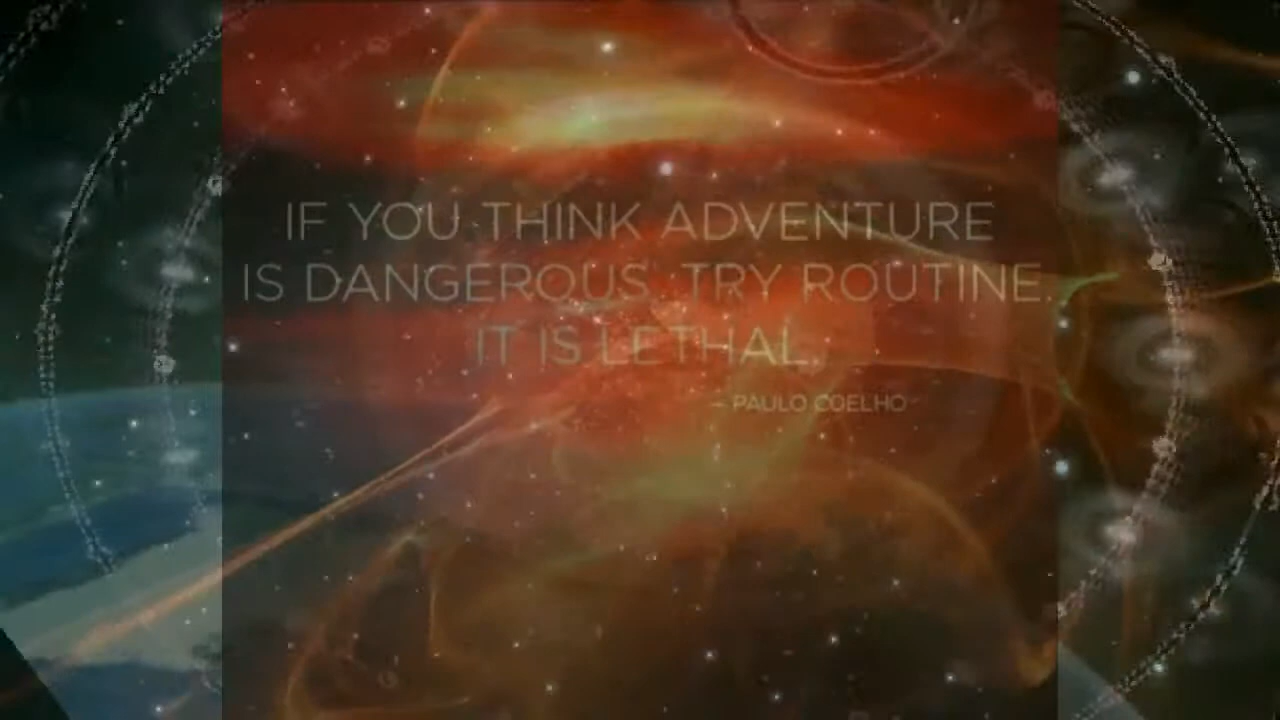 IF YOU THINK ADVENTURE
IS DANGEROUS, TRY ROUTINE.
IT IS LETHAL.
- PAULO COELHO